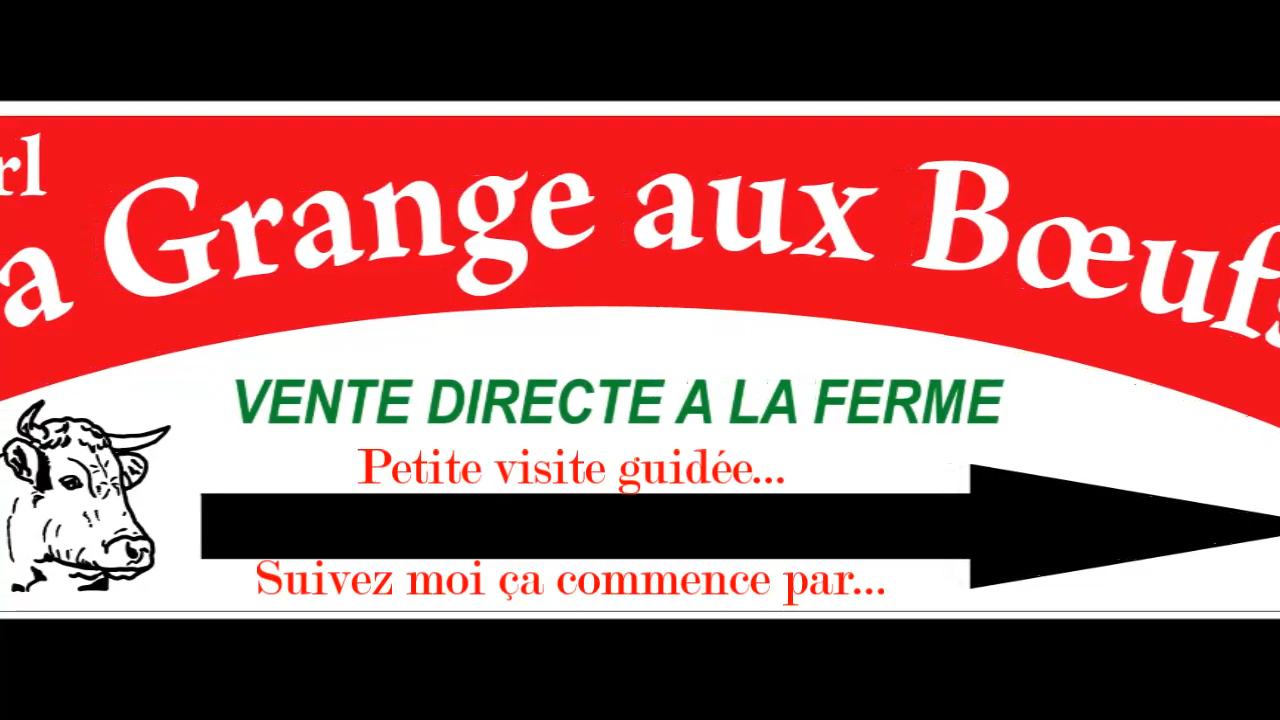 rl
a Grange aux Bœufs
VENTE DIRECTE A LA FERME
Petite visite guidée...
Suivez moi ça commence par...